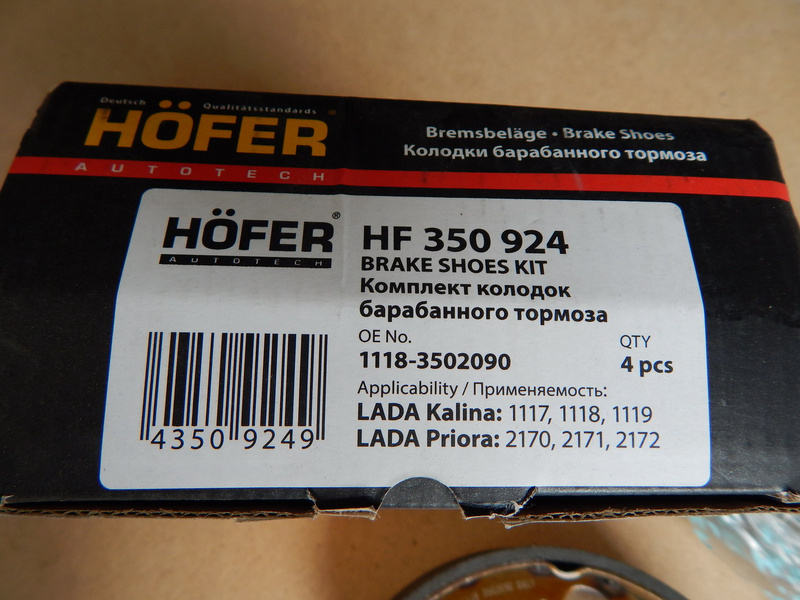 Deutsch Qualitätsstandards
HÖFER
AUTOTECH
Bremsbeläge • Brake Shoes
Колодки барабанного тормоза
HÖFER®
AUTOTECH
HF 350 924
BRAKE SHOES KIT
Комплект колодок
барабанного тормоза
OE No.
1118-3502090
QTY
4 pcs
Applicability / Применяемость:
LADA Kalina: 1117, 1118, 1119
LADA Priora: 2170, 2171, 2172
4350 9249